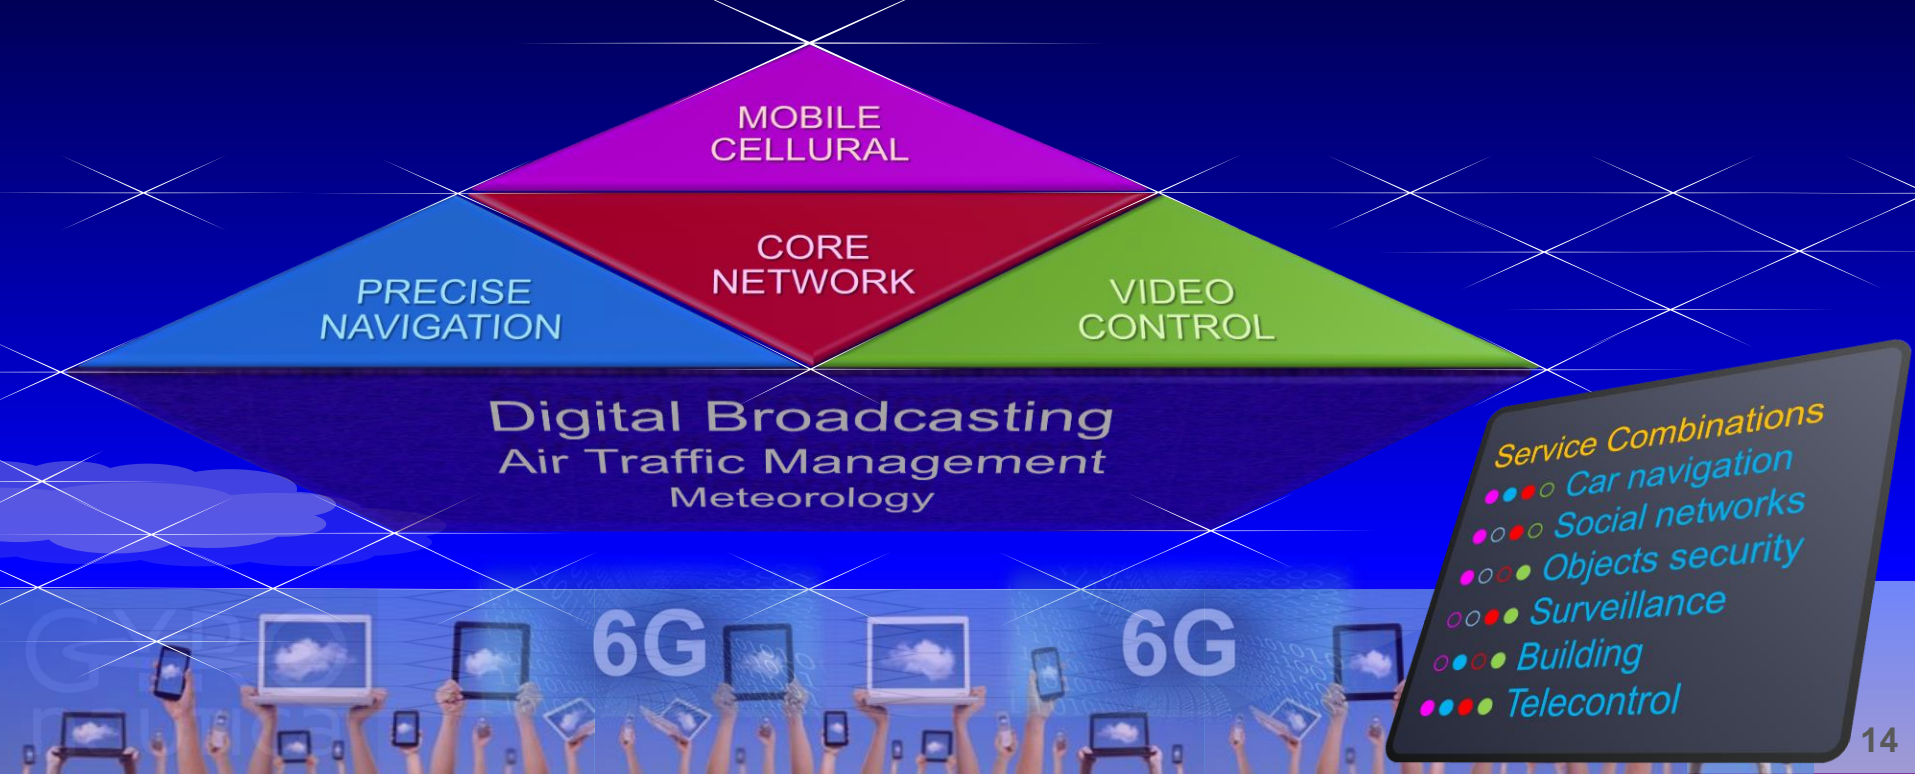 MOBILE
CELLURAL
CORE
NETWORK
PRECISE
NAVIGATION
VIDEO
CONTROL
Digital Broadcasting
Air Traffic Management
Meteorology
Service Combinations
Car navigation
Social networks
Objects security
Surveillance
Building
Telecontrol
6G
6G
14